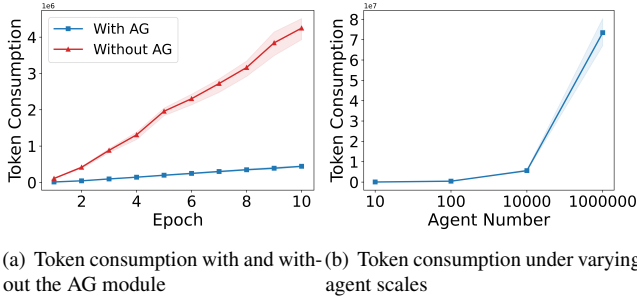 1e6
With AG
Without AG
Token Consumption
4
3
2
1
0
2 4 6 8 10
Epoch
1e7
Token Consumption
8
7
6
5
4
3
2
1
0
10 100 10000 1000000
Agent Number
(a) Token consumption with and with-
out the AG module
(b) Token consumption under varying
agent scales